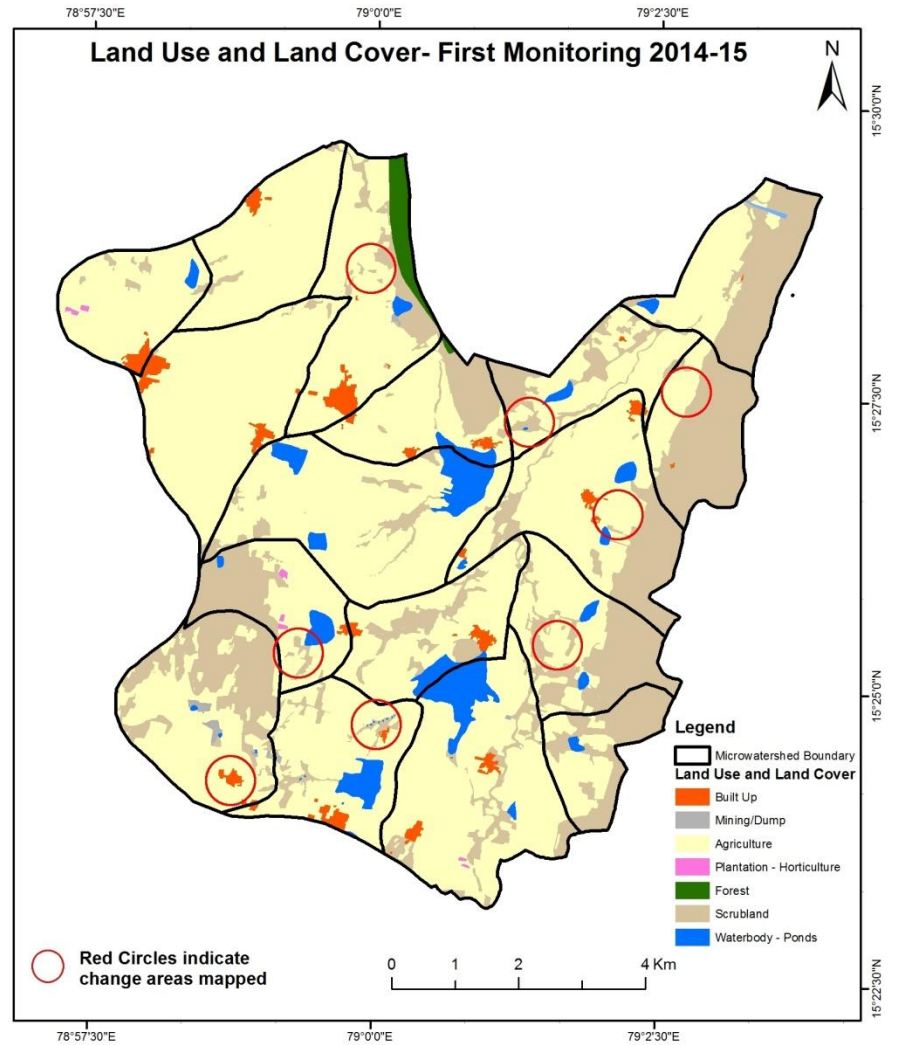 78°57'30"E
79°0'0"E
79°2'30"E
Land Use and Land Cover- First Monitoring 2014-15
N
15°30'0"N
15°27'30"N
15°25'0"N
15°22'30"N
Legend
Microwatershed Boundary
Land Use and Land Cover
Built Up
Mining/Dump
Agriculture
Plantation - Horticulture
Forest
Scrubland
Waterbody - Ponds
Red Circles indicate
change areas mapped
0 1 2 4 Km
78°57'30"E
79°0'0"E
79°2'30"E